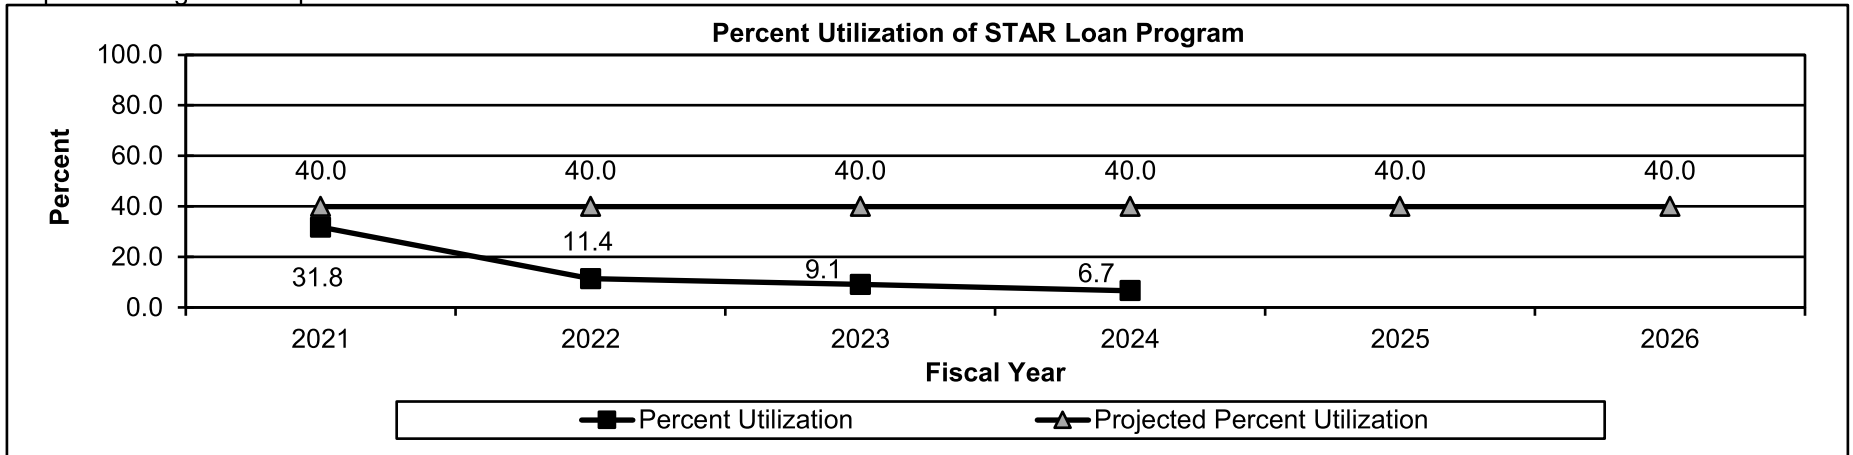 Percent Utilization of STAR Loan Program
100.0
80.0
60.0
40.0
20.0
0.0
Percent
40.0 40.0 40.0 40.0 40.0 40.0
31.8 11.4 9.1 6.7
2021 2022 2023 2024 2025 2026
Fiscal Year
Percent Utilization Projected Percent Utilization